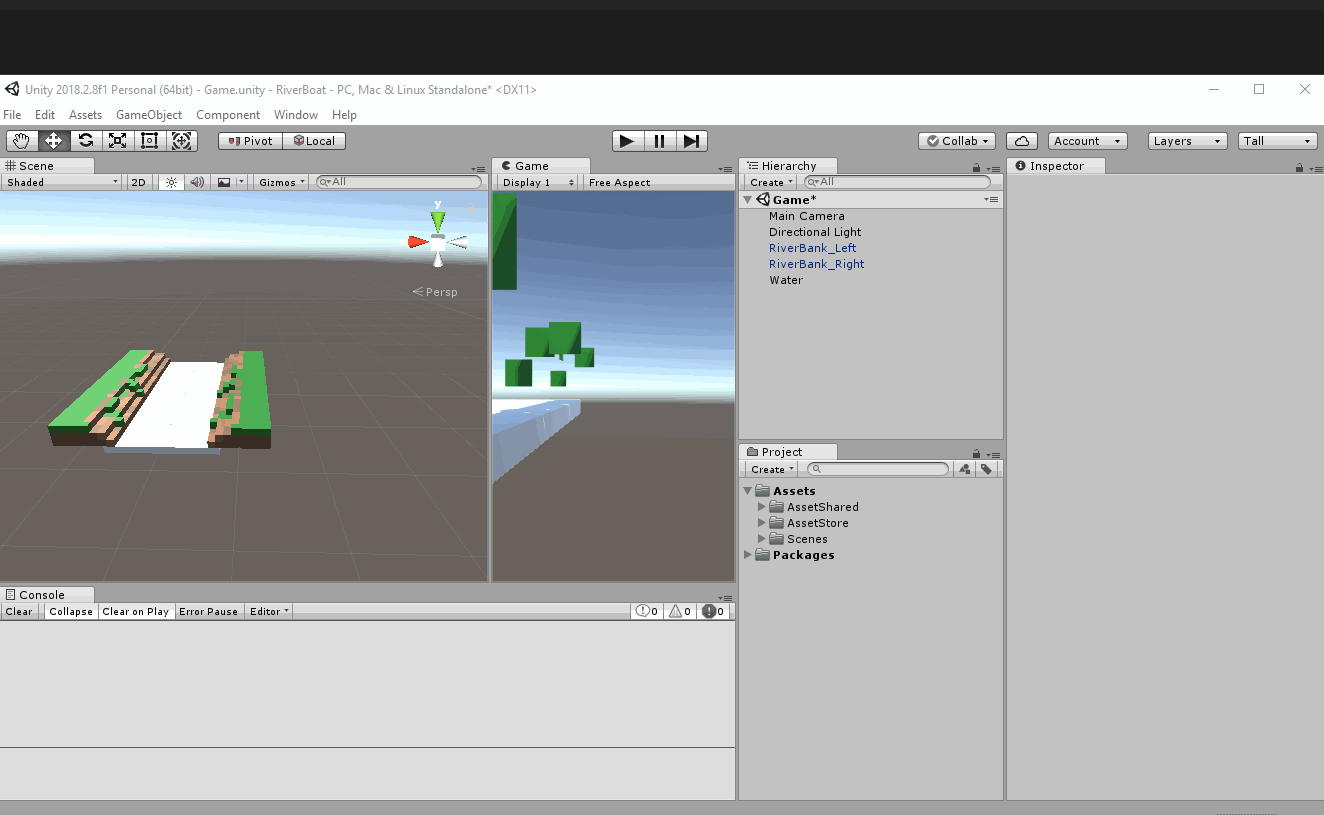 Unity 2018.2.8f1 Personal (64bit) - Game.unity - RiverBoat - PC, Mac & Linux Standalone* <DX11>
File Edit Assets GameObject Component Window Help
Pivot Local Collab Account Layers Tall
Scene
Shaded 2D Gizmos All
y
Persp
Game
Display 1 Free Aspect
Hierarchy
Create All
Game*
Main Camera
Directional Light
RiverBank_Left
RiverBank_Right
Water
Project
Create
Assets
AssetShared
AssetStore
Scenes
Packages
Inspector
Console
Clear Collapse Clear on Play Error Pause Editor 0 0 0